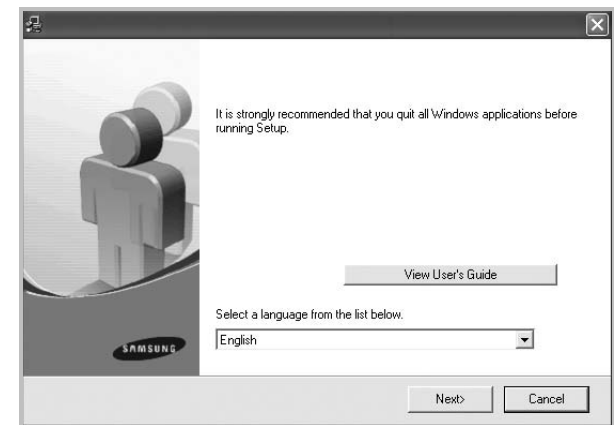 It is strongly recommended that you quit all Windows applications before
running Setup.
View User's Guide
Select a language from the list below.
English
SAMSUNG
Next>
Cancel